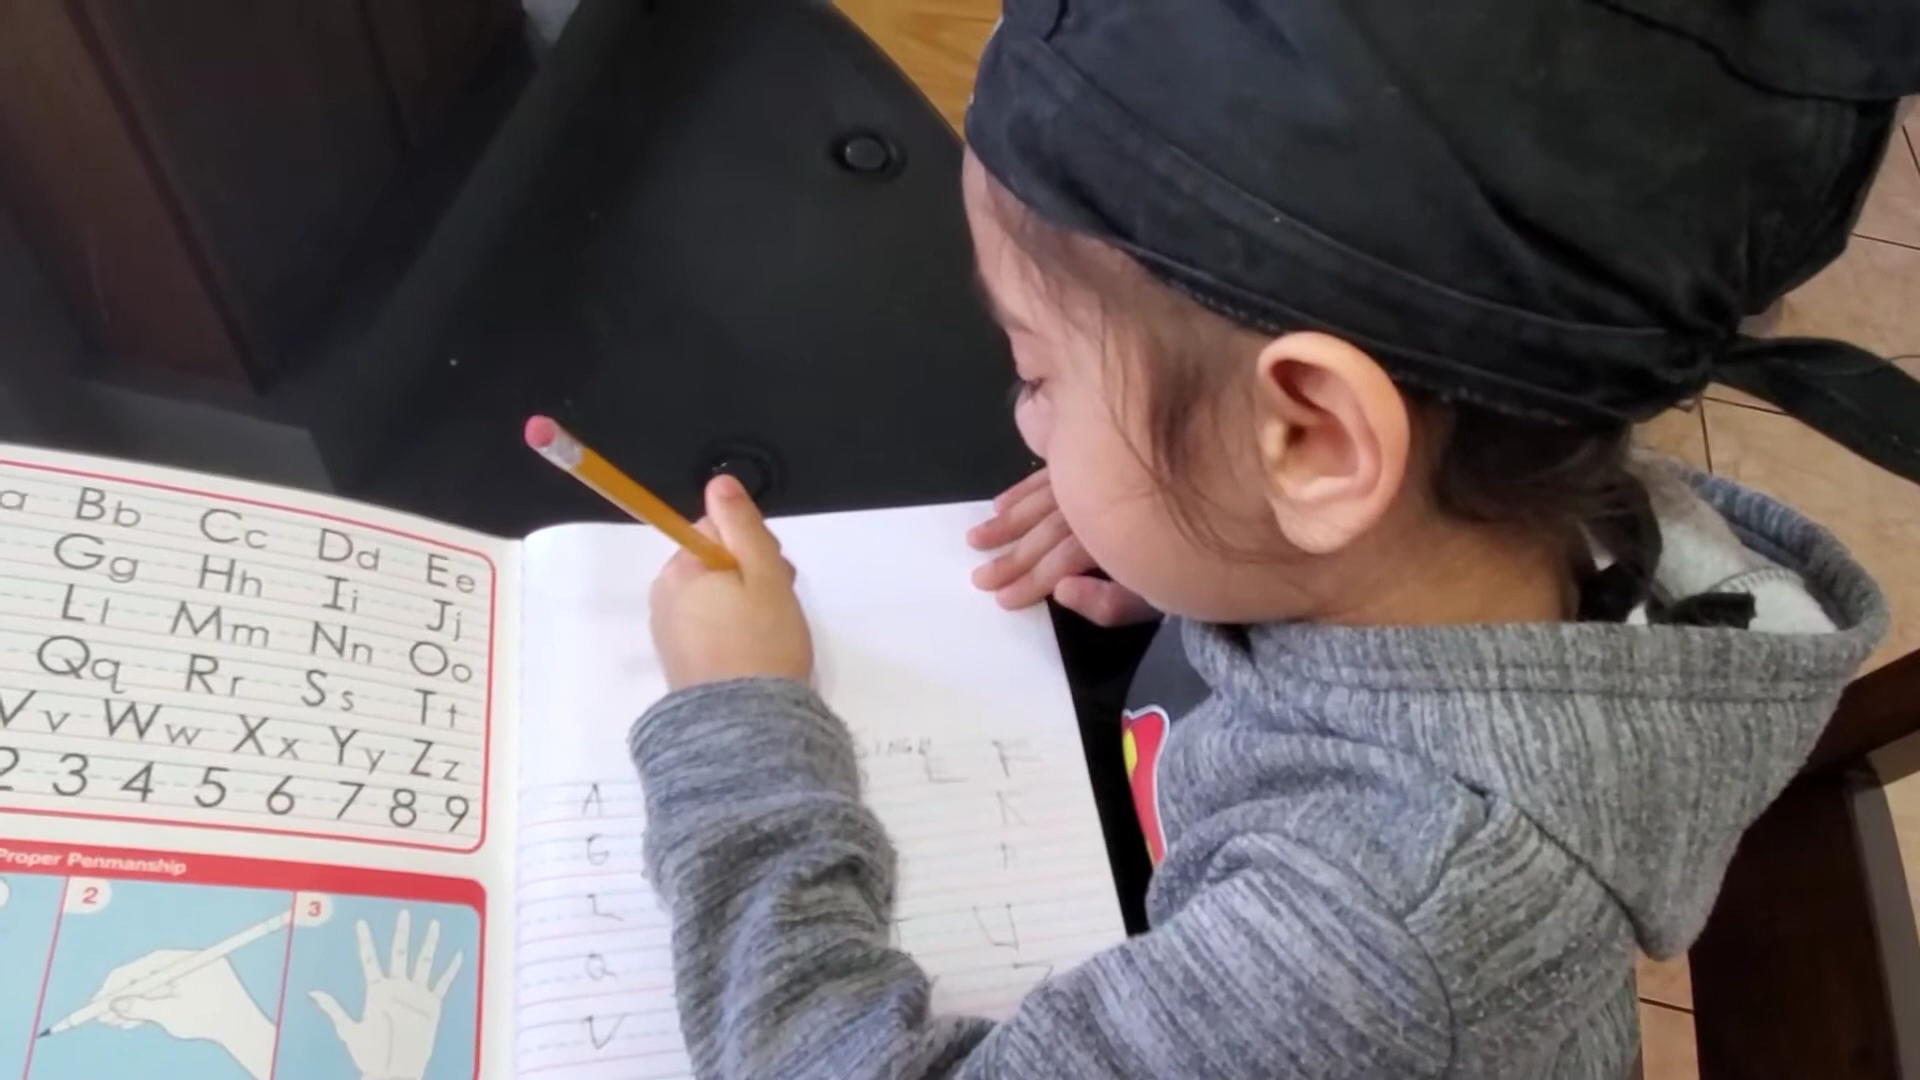 a Bb Cc Dd Ee
Gg Hh Ii Jj
Ll Mm Nn Oo
Qq Rr Ss Tt
Vv Ww Xx Yy Zz
2 3 4 5 6 7 8 9
Proper Penmanship
2 3
E F
A K
G P
L U
Q
V